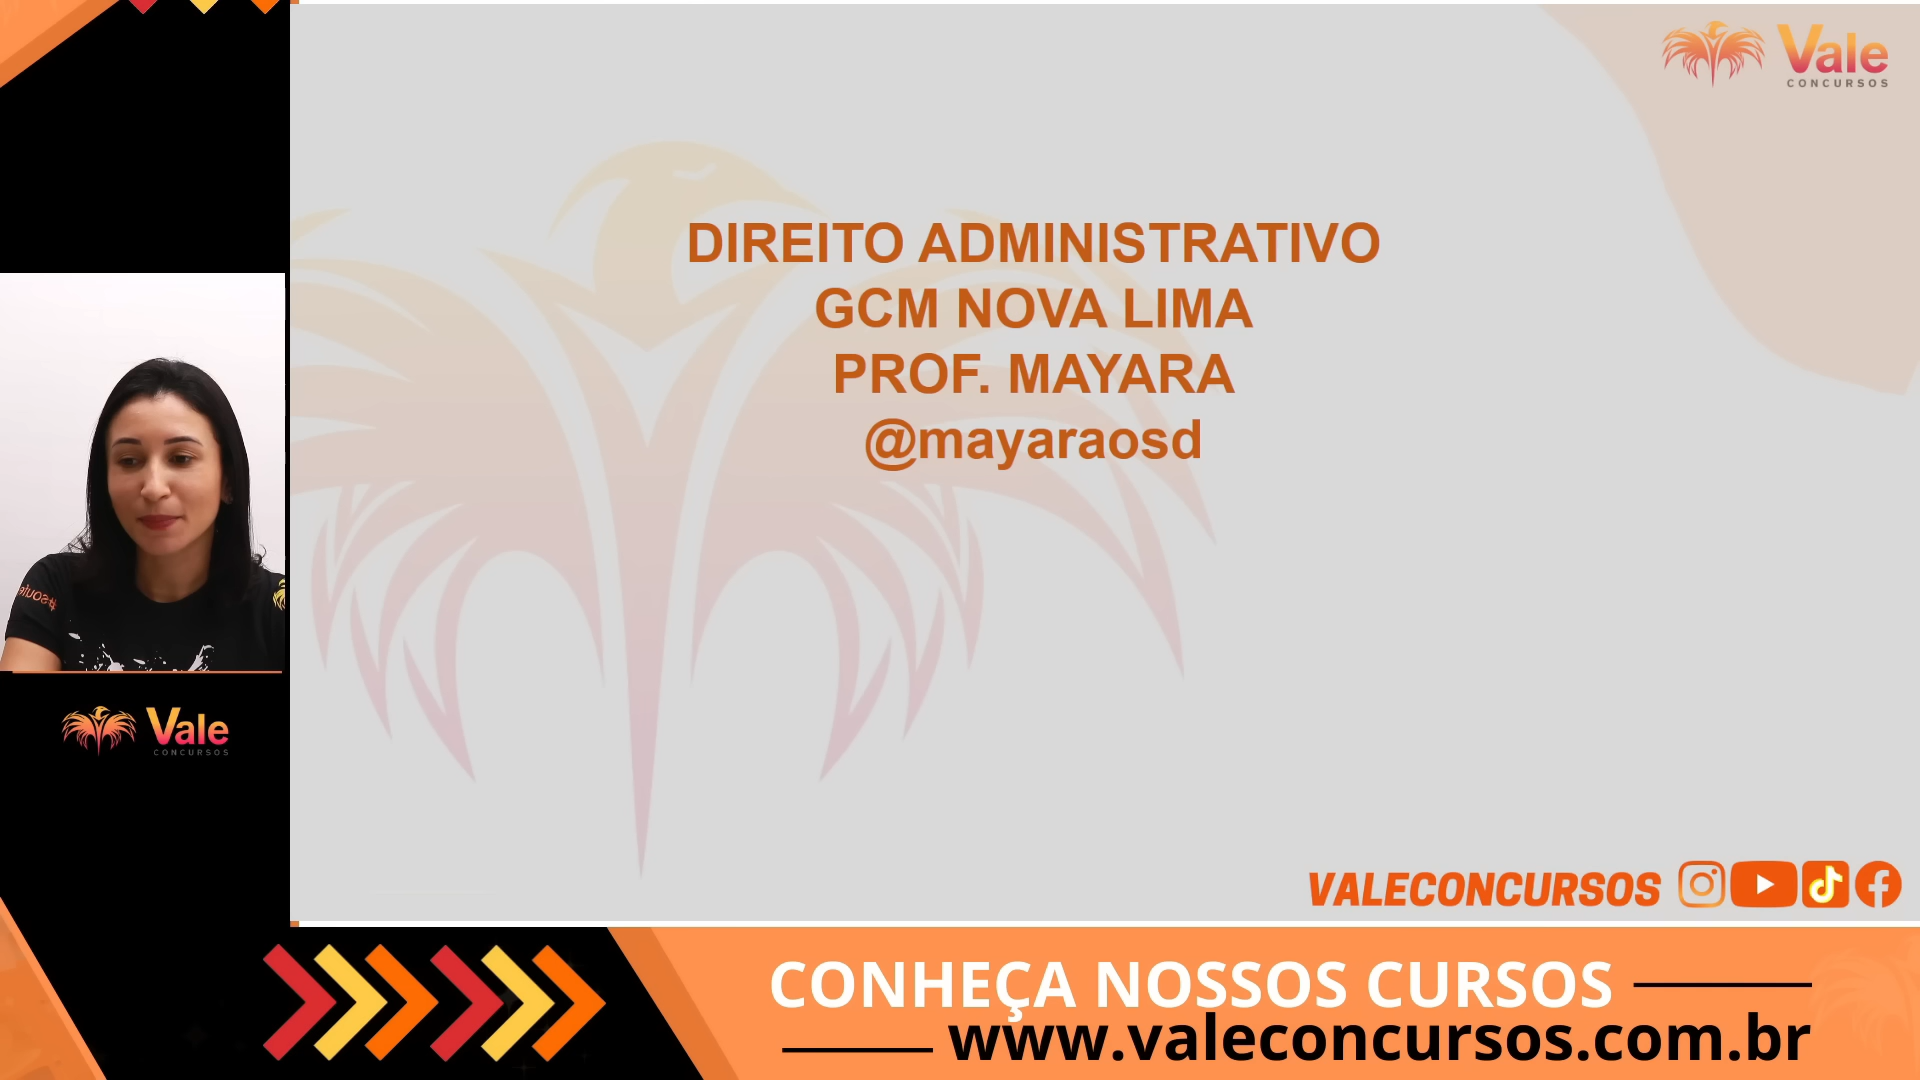 Vale
CONCURSOS
DIREITO ADMINISTRATIVO
GCM NOVA LIMA
PROF. MAYARA
@mayaraosd
Vale
CONCURSOS
VALECONCURSOS
CONHEÇA NOSSOS CURSOS
www.valeconcursos.com.br